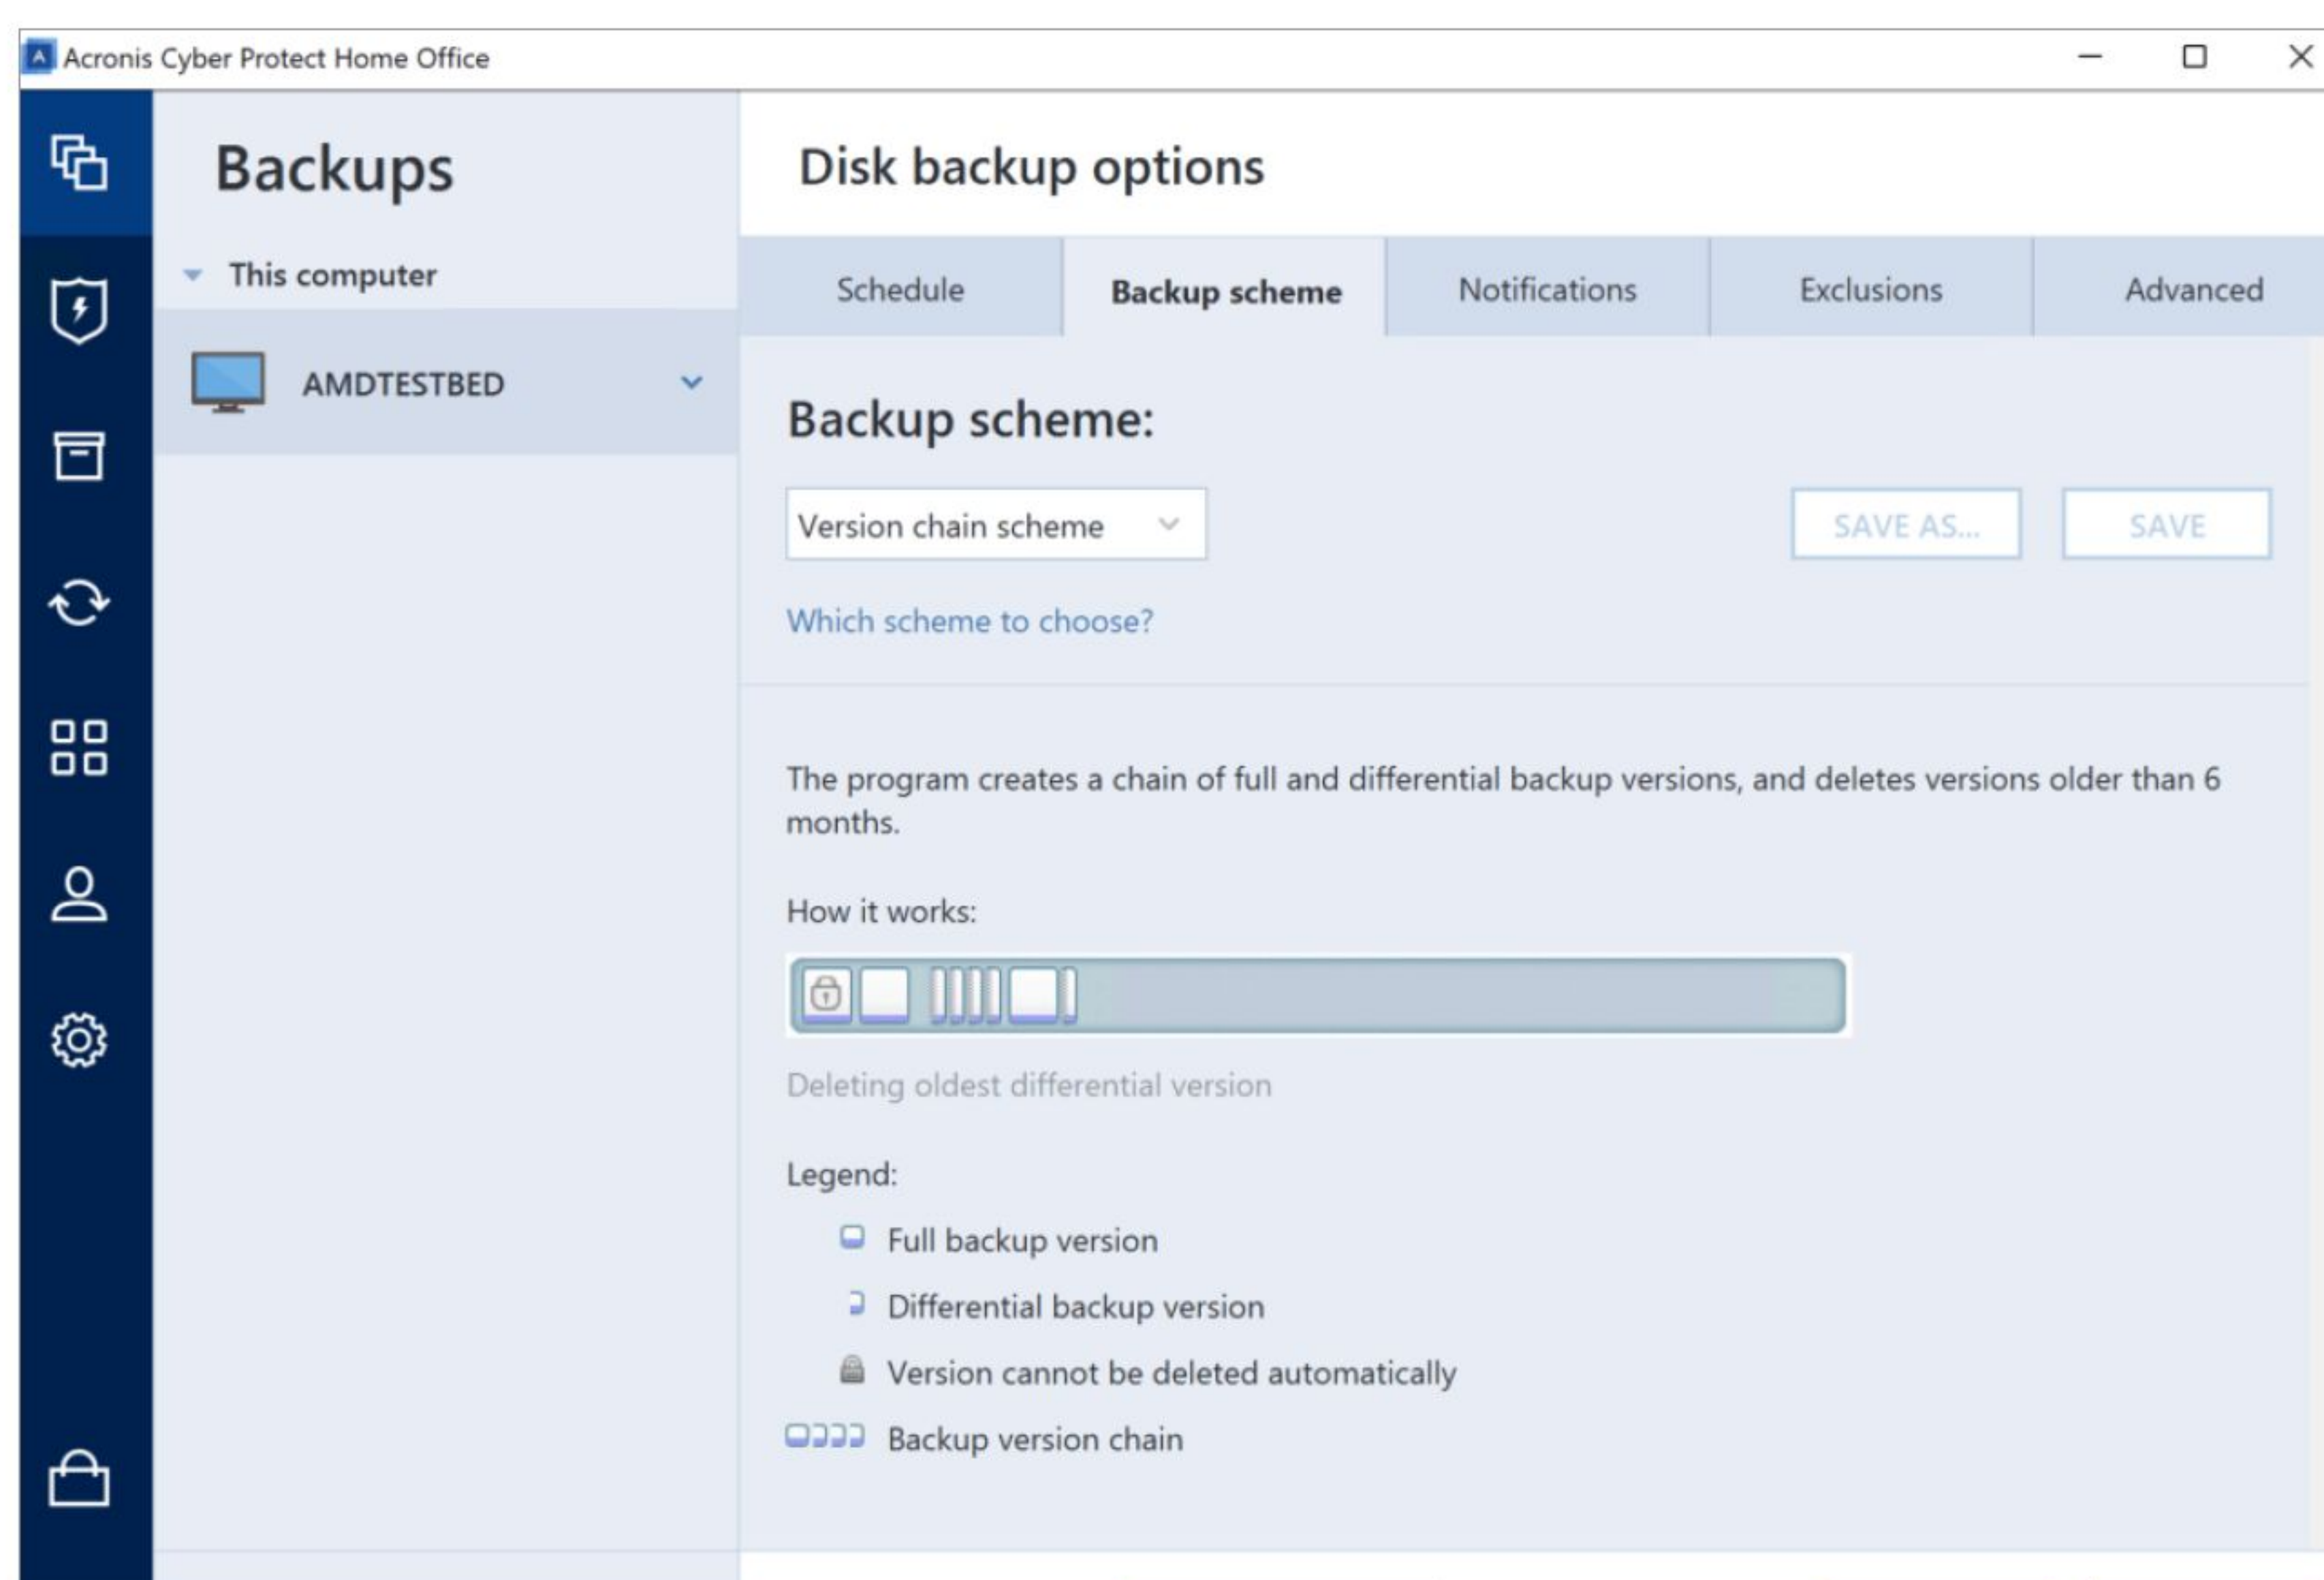 Acronis Cyber Protect Home Office
Backups
This computer
AMDTESTBED
Disk backup options
Schedule
Backup scheme
Notifications
Exclusions
Advanced
Backup scheme:
Version chain scheme
SAVE AS...
SAVE
Which scheme to choose?
The program creates a chain of full and differential backup versions, and deletes versions older than 6
months.
How it works:
Deleting oldest differential version
Legend:
Full backup version
Differential backup version
Version cannot be deleted automatically
Backup version chain